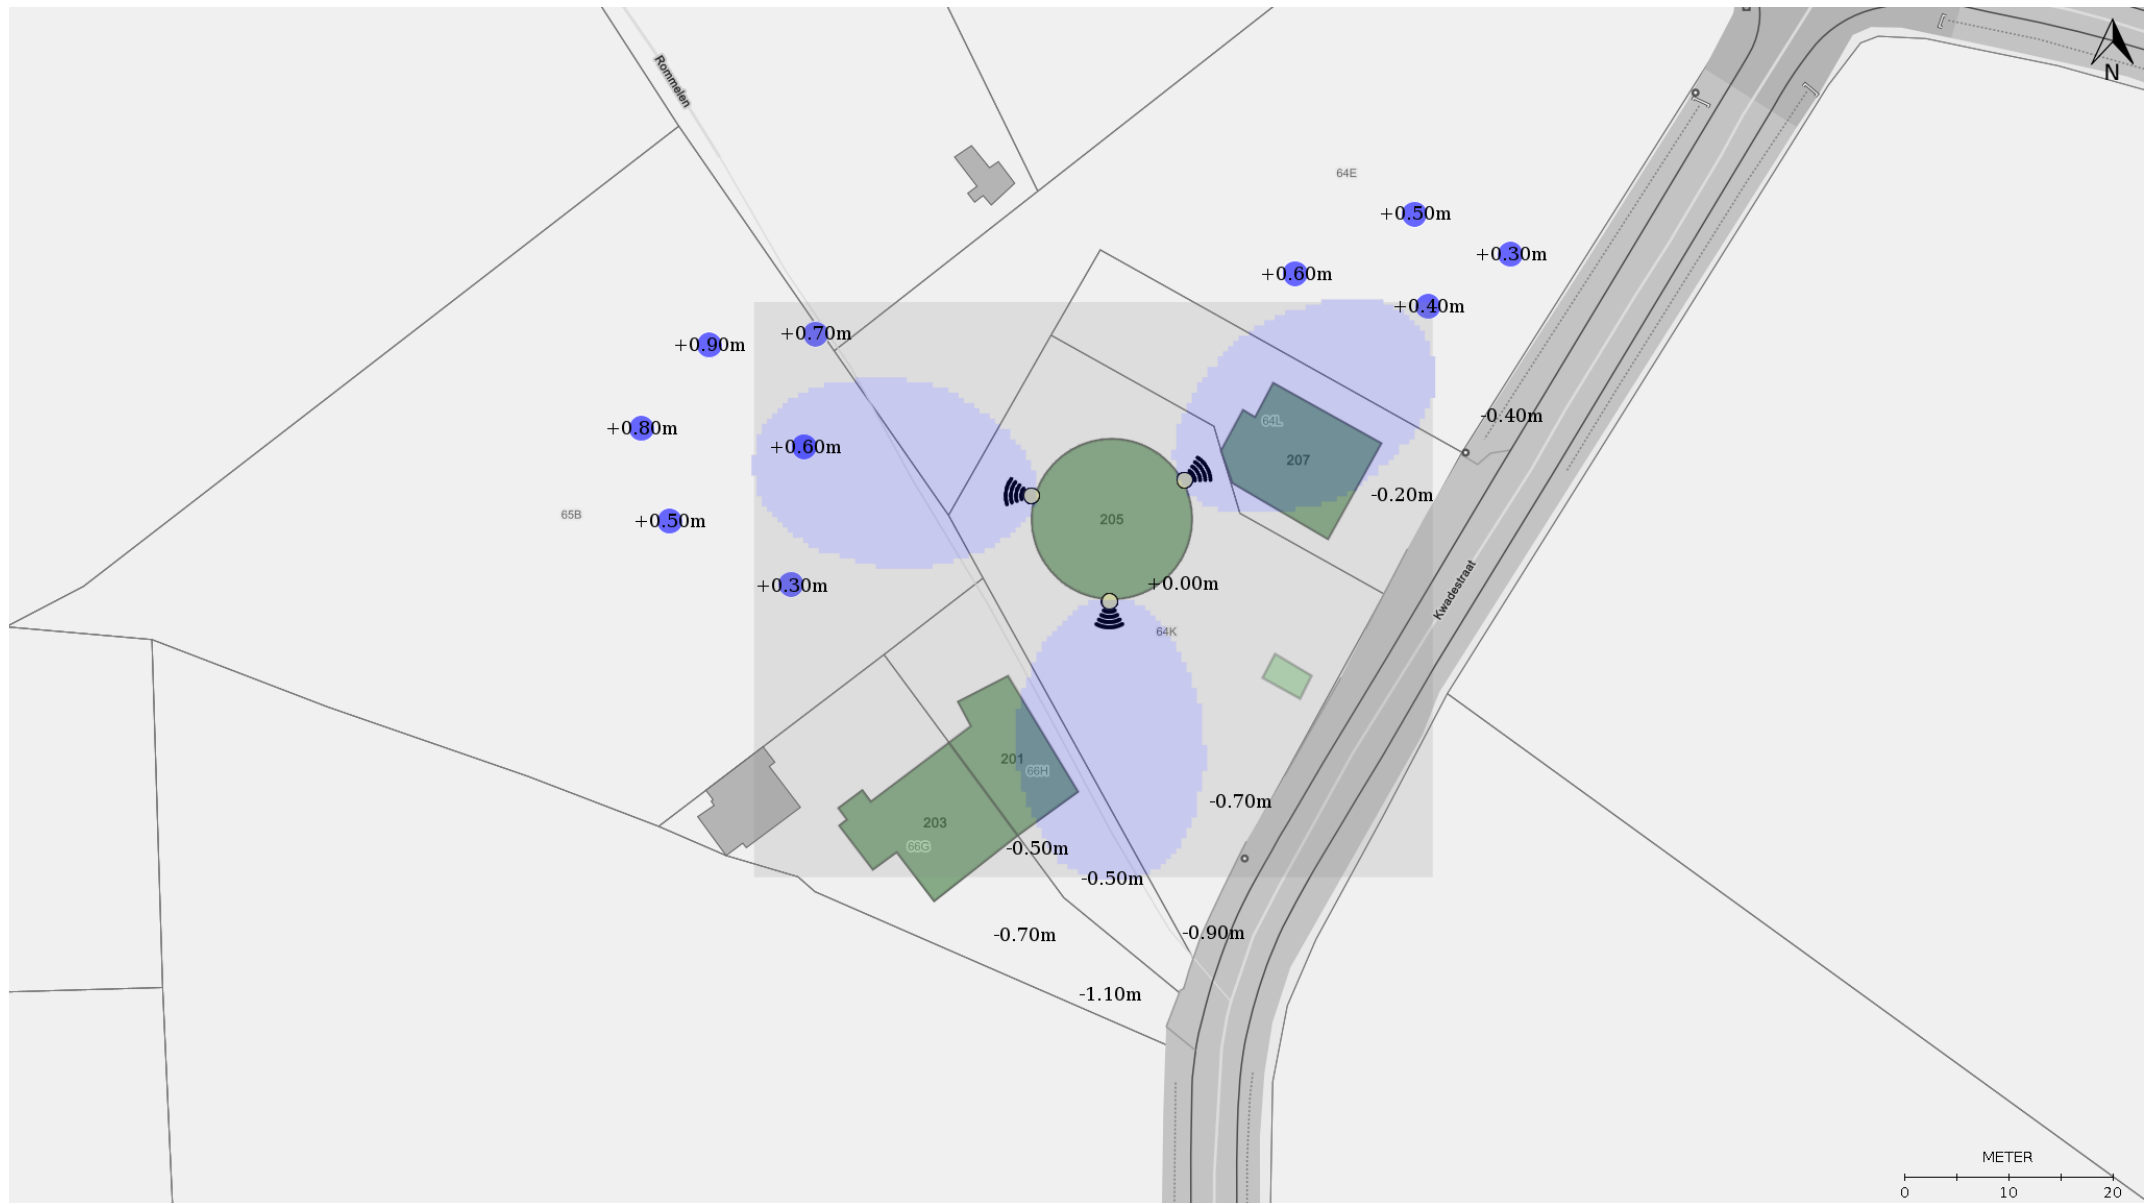 N
Rommelen
64E
+0.50m
+0.30m
+0.60m
+0.40m
+0.70m
+0.90m
-0.40m
64L
+0.80m
+0.60m
207
-0.20m
65B
+0.50m
205
+0.30m
+0.00m
Kwadestraat
64K
201
66H
-0.70m
203
66G
-0.50m
-0.50m
-0.70m
-0.90m
-1.10m
METER
0 10 20